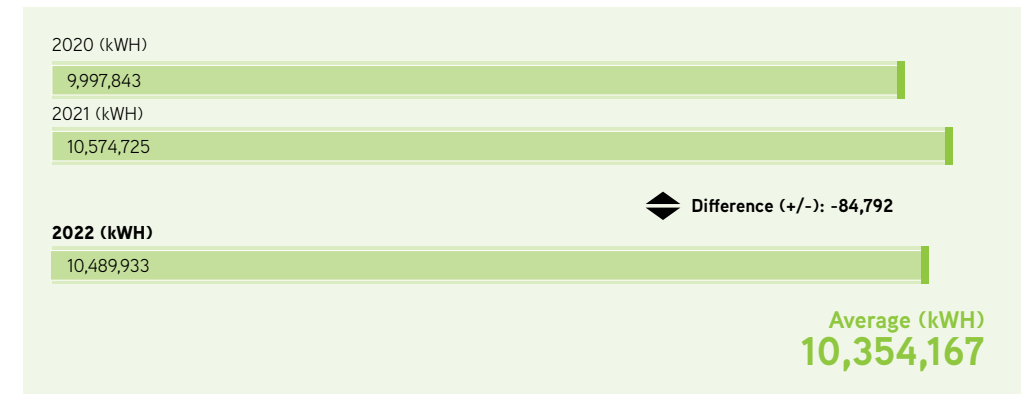 2020 (kWH)
9,997,843
2021 (kWH)
10,574,725
Difference (+/-): -84,792
2022 (kWH)
10,489,933
Average (kWH)
10,354,167